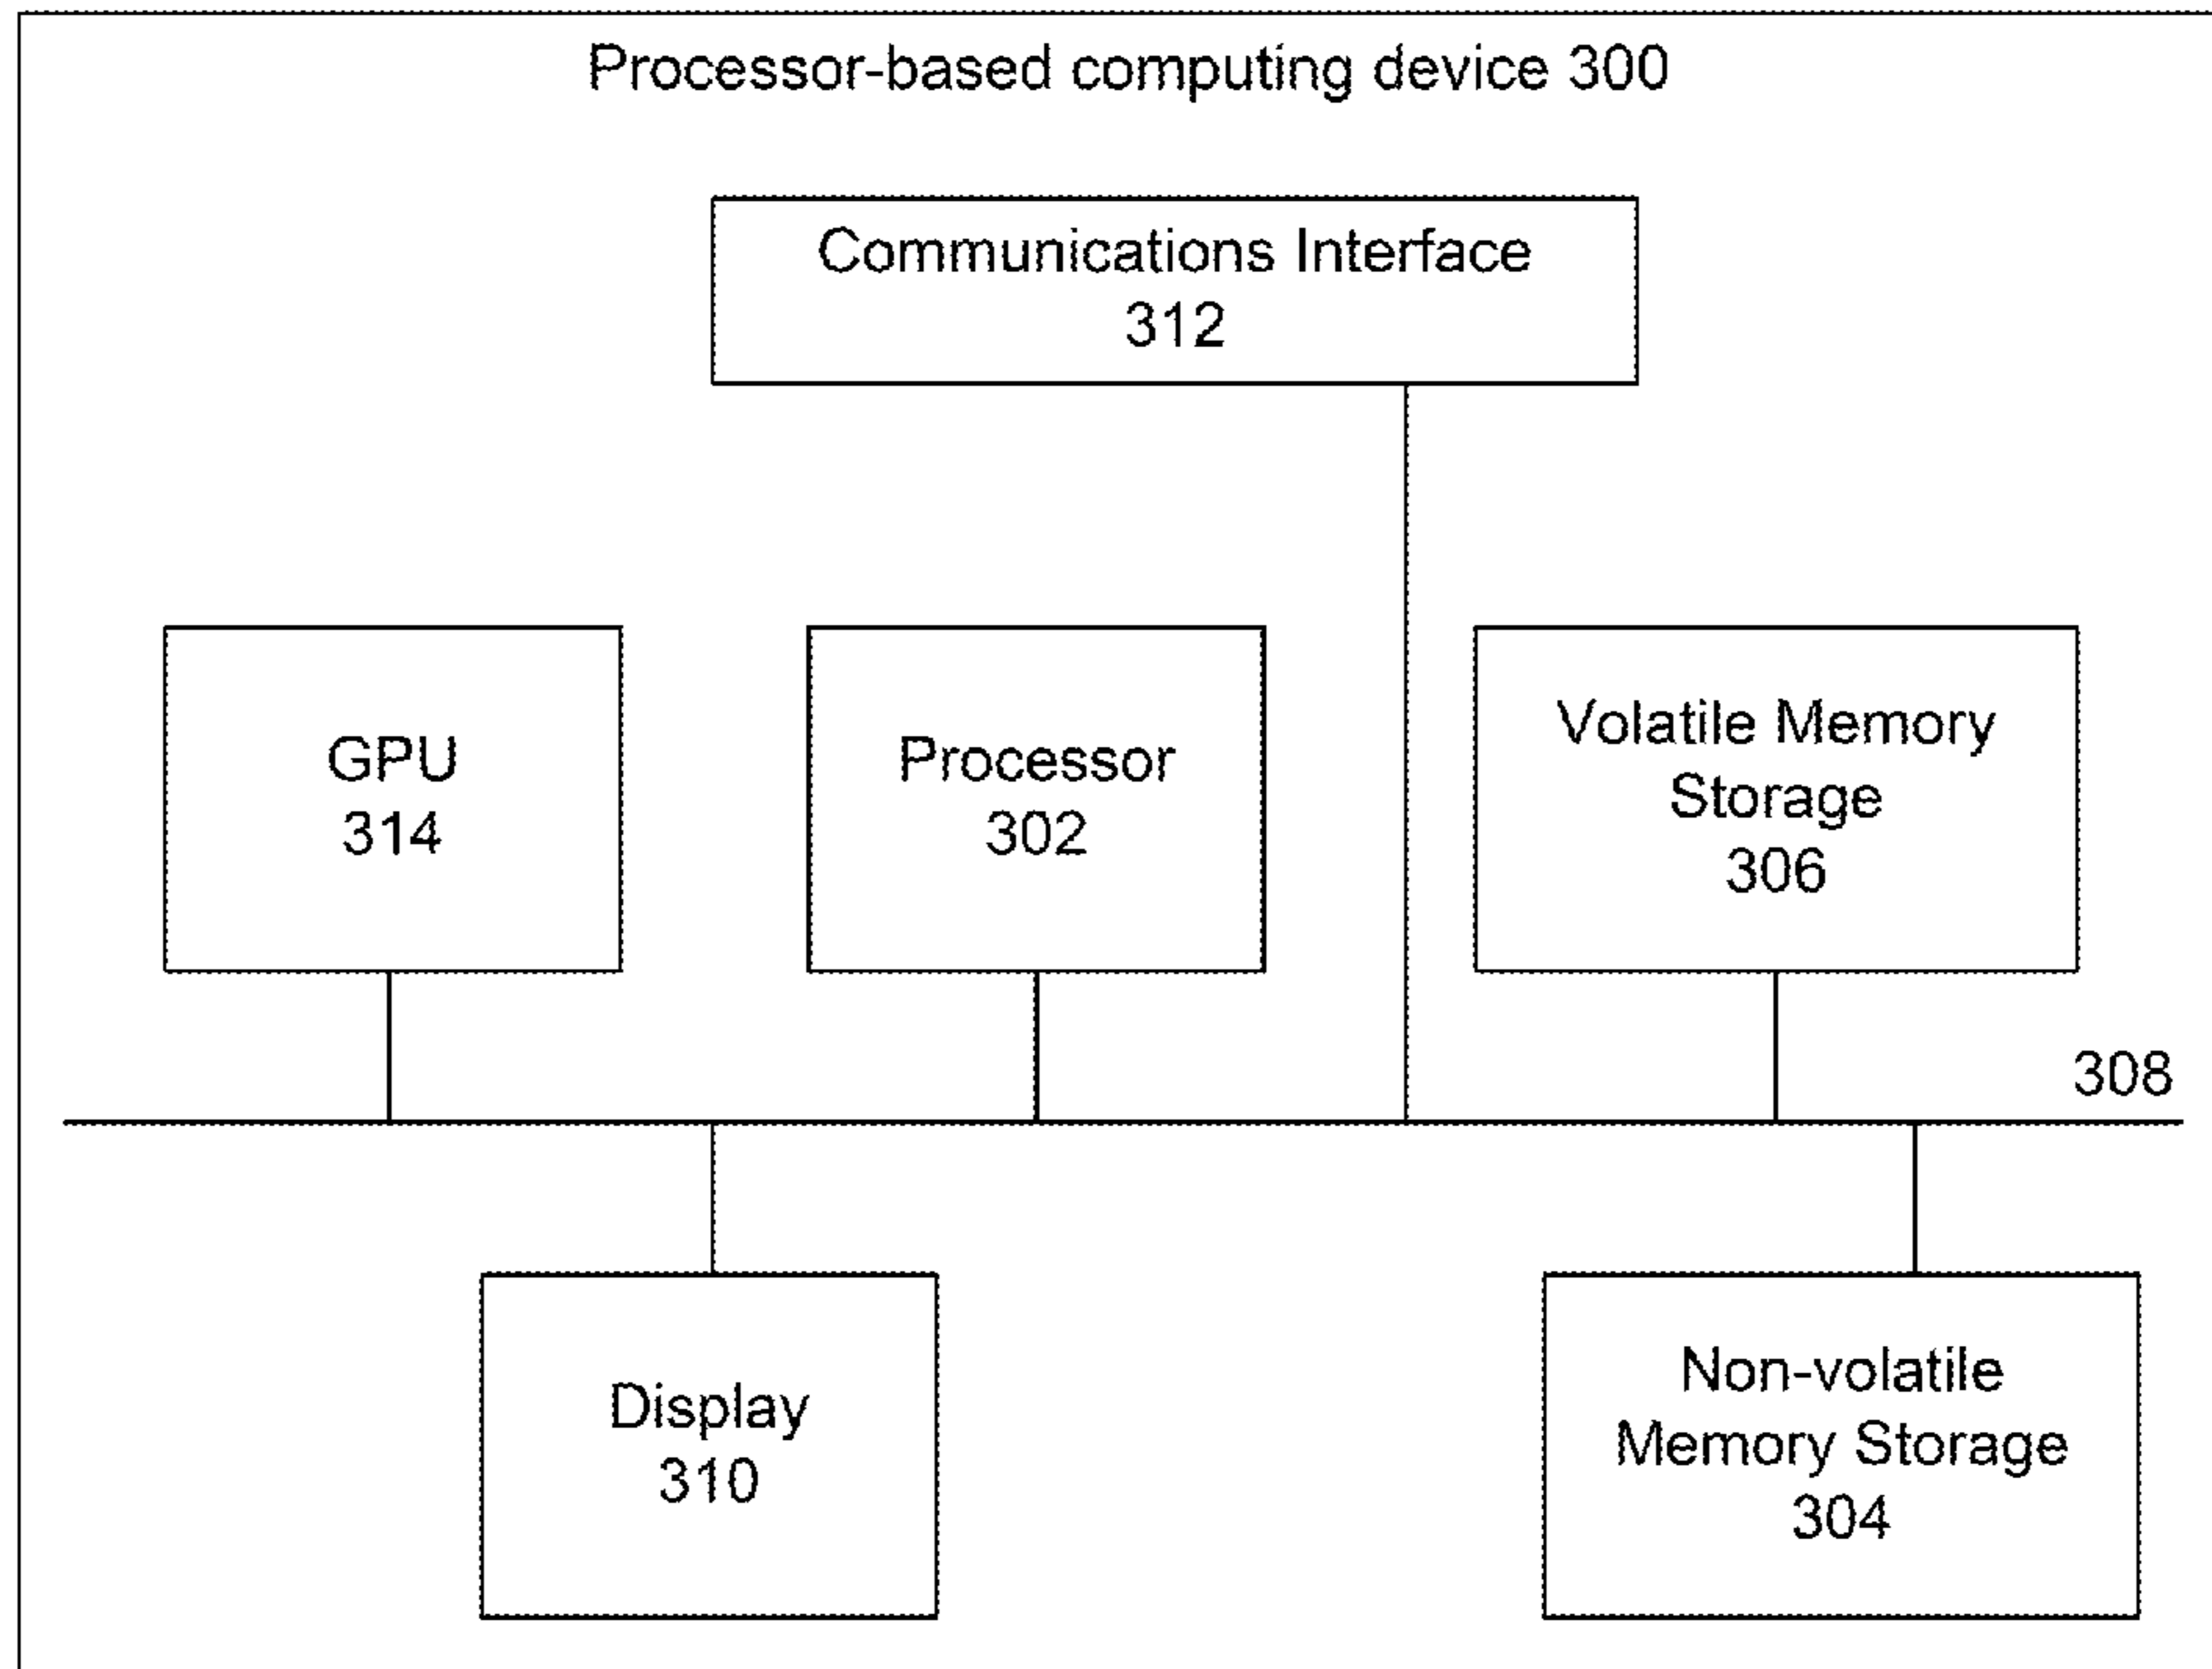 Processor-based computing device 300
Communications Interface
312
GPU
314
Processor
302
Volatile Memory
Storage
306
308
Display
310
Non-volatile
Memory Storage
304